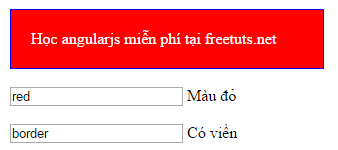 Học angularjs miễn phí tại freetuts.net
red Màu đỏ
border Có viền